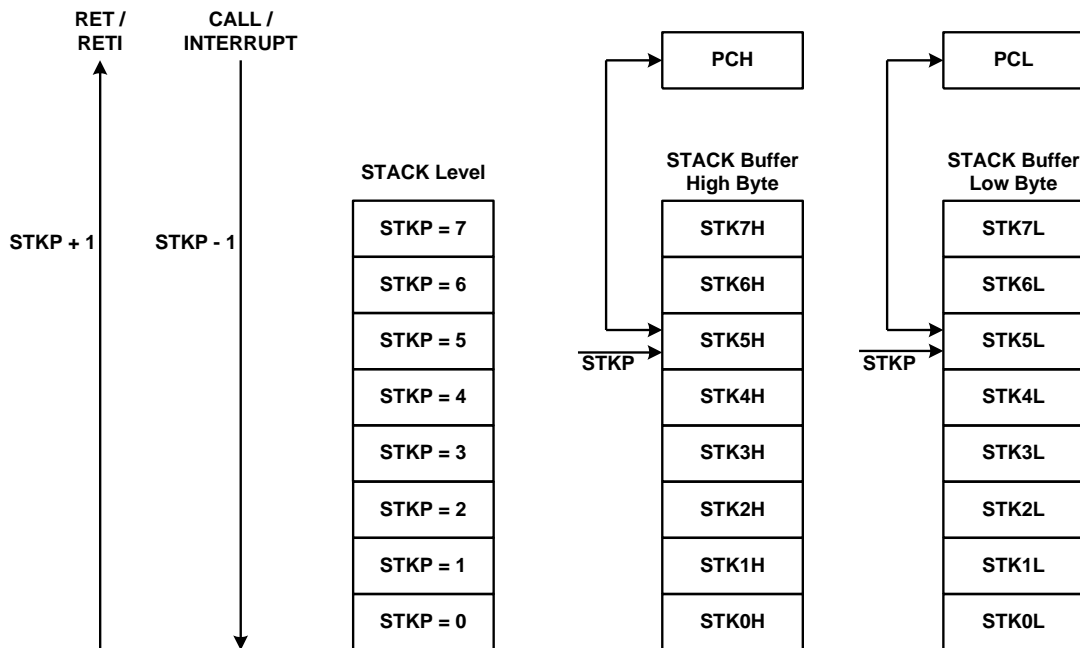 RET /
RETI
CALL /
INTERRUPT
PCH
PCL
STACK Level
STACK Buffer
High Byte
STACK Buffer
Low Byte
STKP + 1
STKP - 1
STKP = 7
STK7H
STK7L
STKP = 6
STK6H
STK6L
STKP = 5
STK5H
STK5L
STKP
STKP
STKP = 4
STK4H
STK4L
STKP = 3
STK3H
STK3L
STKP = 2
STK2H
STK2L
STKP = 1
STK1H
STK1L
STKP = 0
STK0H
STK0L